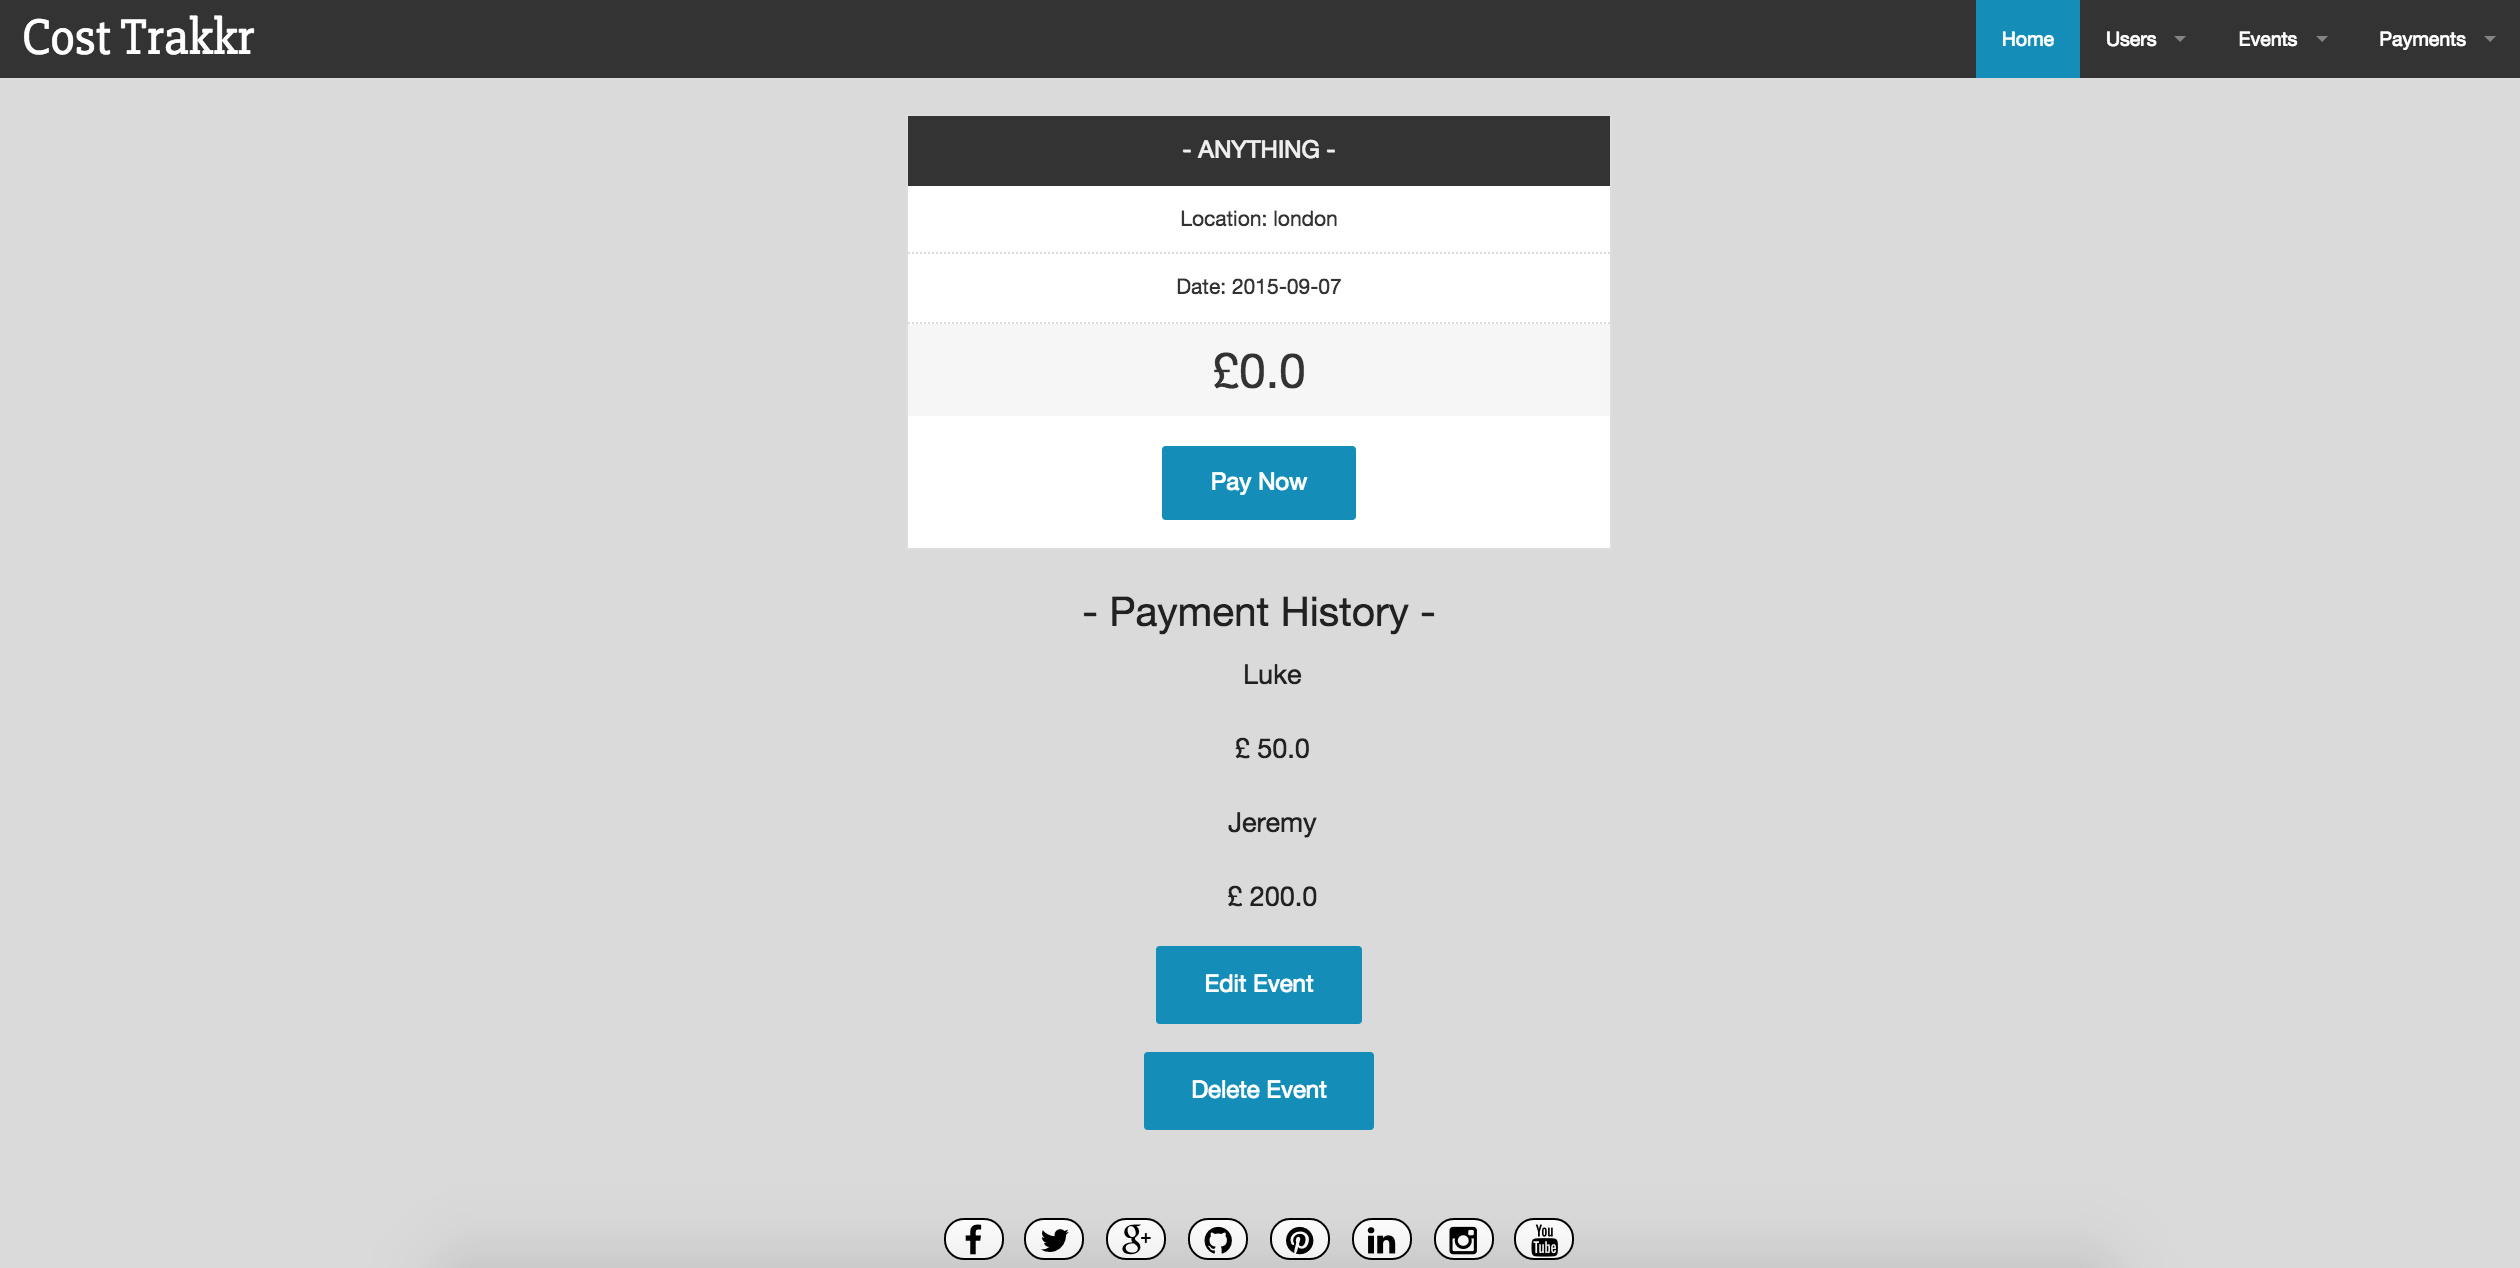 Cost Trakkr
Home Users Events Payments
- ANYTHING -
Location: london
Date: 2015-09-07
£0.0
Pay Now
- Payment History -
Luke
£ 50.0
Jeremy
£ 200.0
Edit Event
Delete Event
f g+ in You
Tube